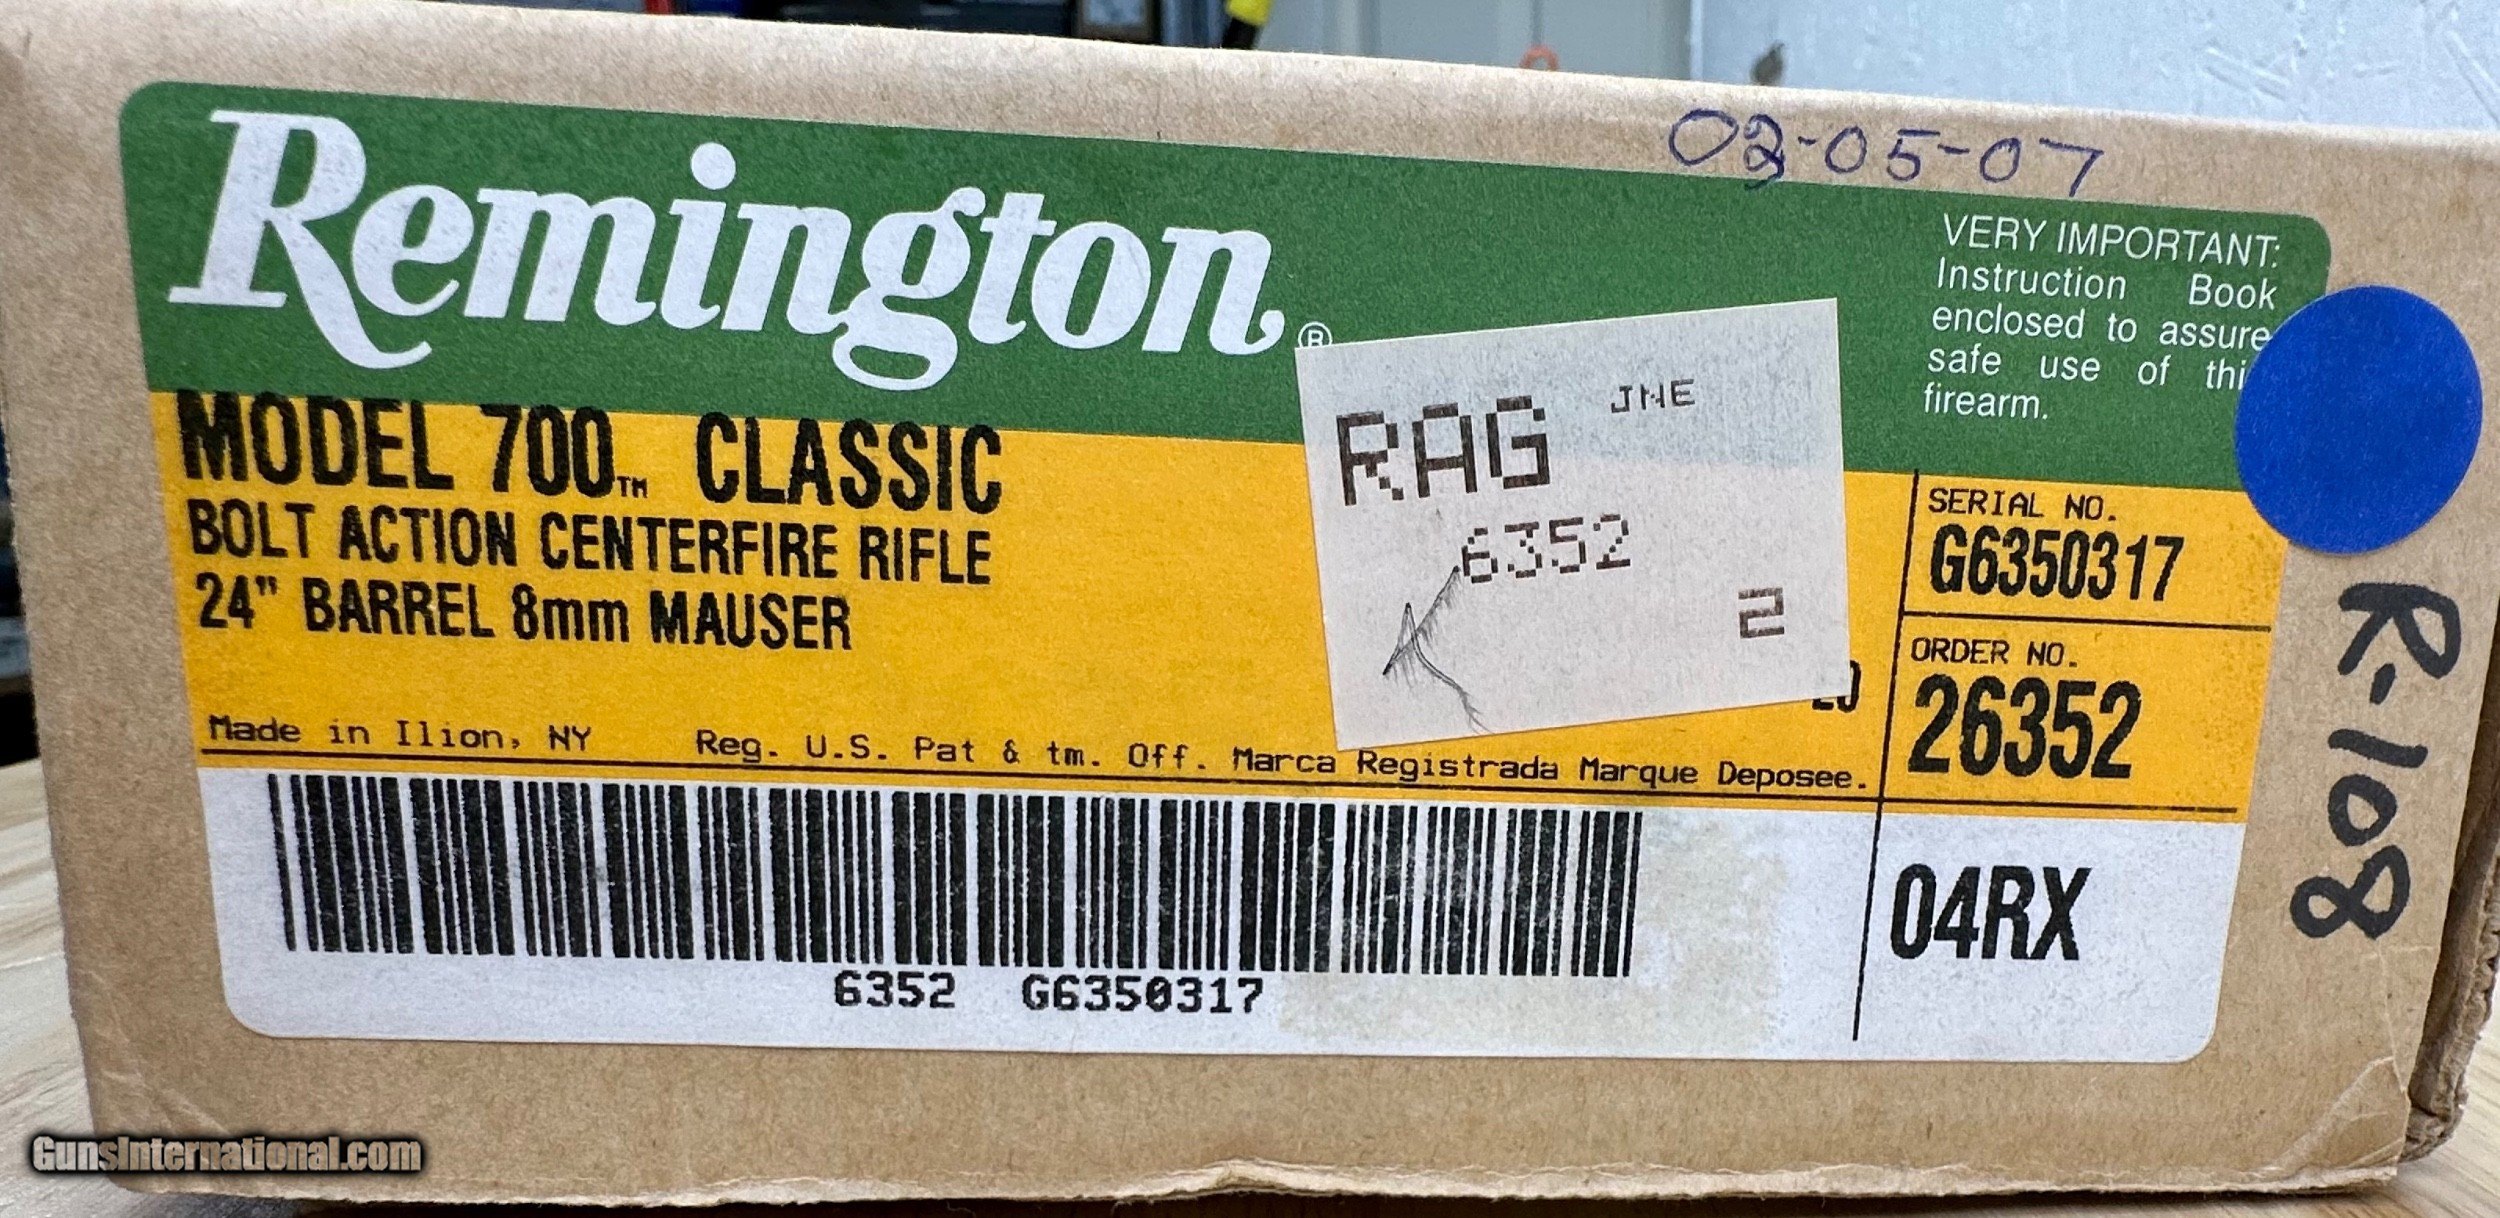 02-05-07
Remington®
VERY IMPORTANT:
Instruction Book
enclosed to assure
safe use of thi
firearm.
MODEL 700™ CLASSIC
BOLT ACTION CENTERFIRE RIFLE
24" BARREL 8mm MAUSER
RAG JNE
6352
2
SERIAL NO.
G6350317
ORDER NO.
26352
Made in Ilion, NY Reg. U.S. Pat & tm. Off. Marca Registrada Marque Deposee.
04RX
6352 G6350317
R-108
GunsInternational.com